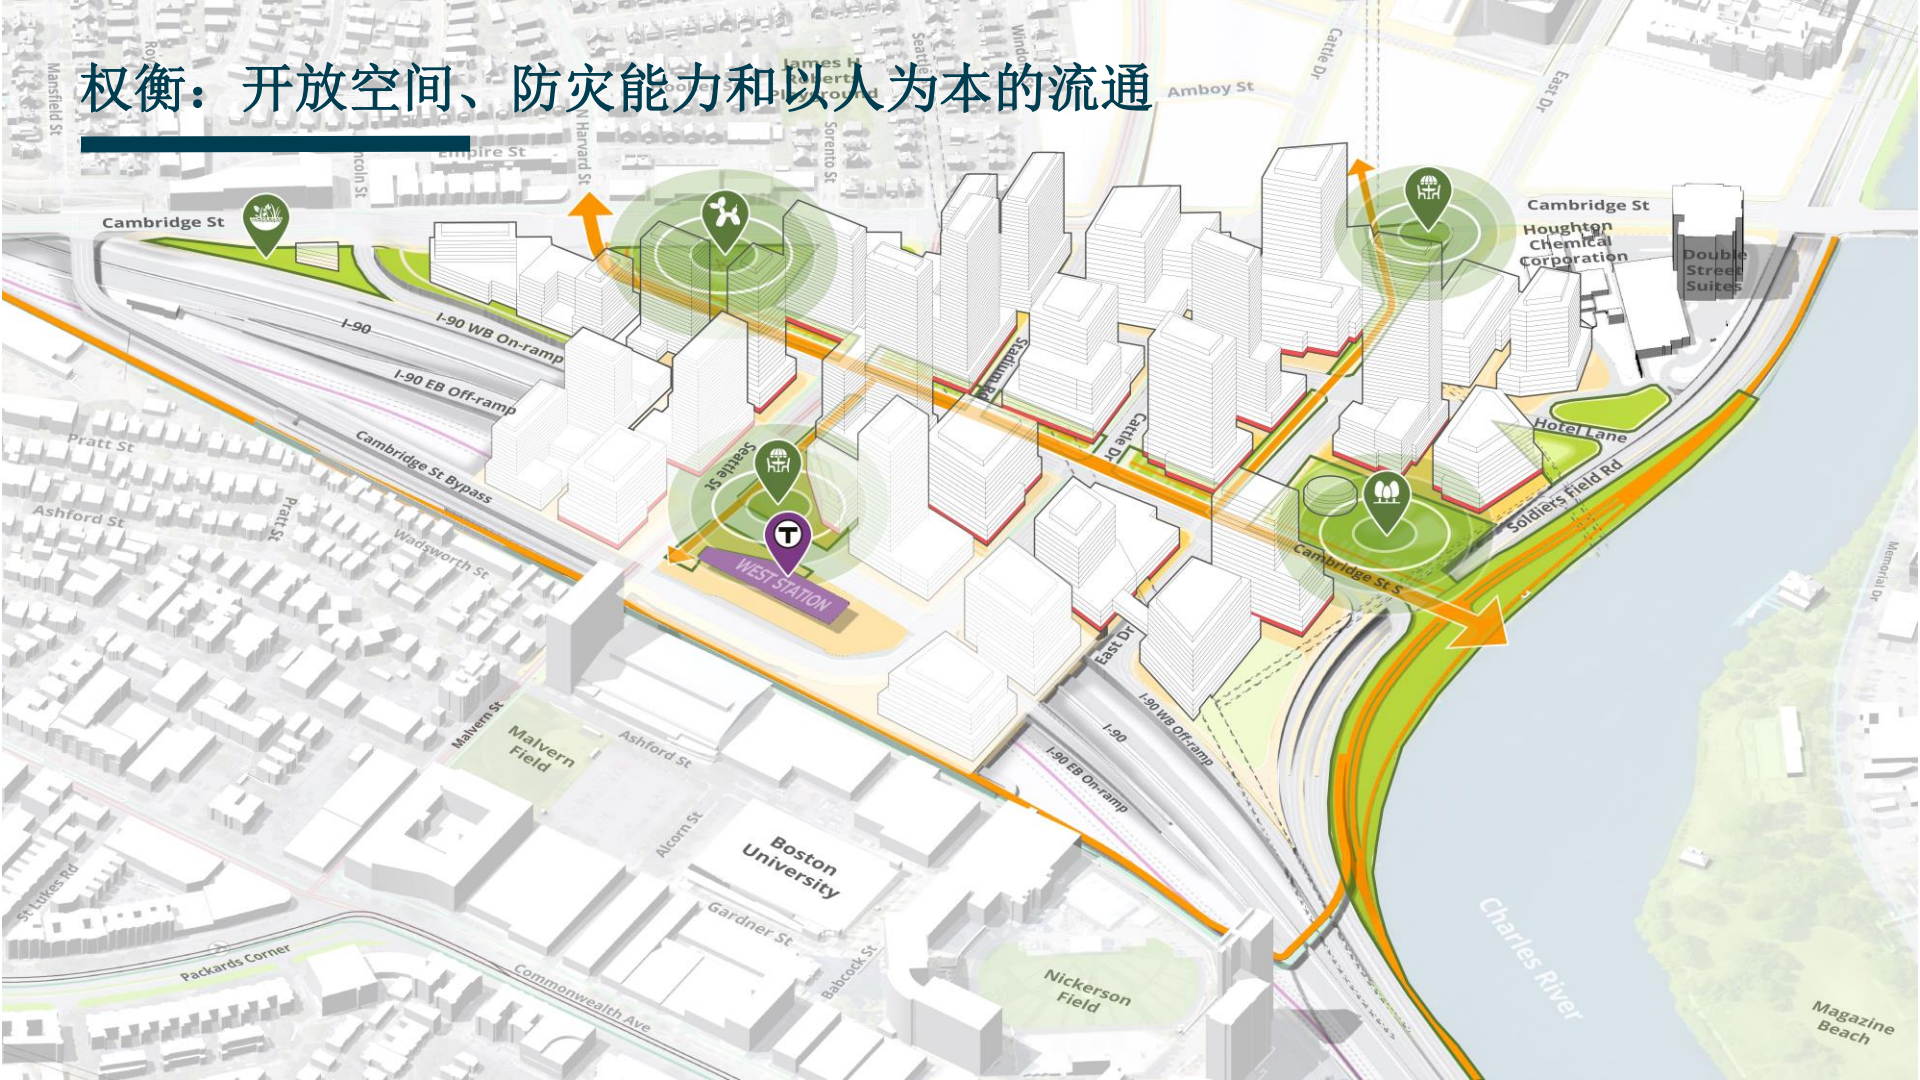 权衡：开放空间、防灾能力和以人为本的流通
James H
Roberts
Playground
Mansfield St
N Harvard St
Empire St
Sorento St
Amboy St
Cattle Dr
East Dr
Cambridge St
Cambridge St
Houghton
Chemical
Corporation
Double
Street
Suites
I-90
I-90 WB On-ramp
I-90 EB Off-ramp
Cambridge St Bypass
Stadium Rd
Cattle Dr
Seattle St
Hotel Lane
Soldiers Field Rd
Cambridge St S
T
WEST STATION
Pratt St
Ashford St
Pratt St
Wadsworth St
East Dr
I-90 WB Off-ramp
I-90
I-90 EB On-ramp
Memorial Dr
Malvern St
Malvern
Field
Ashford St
Alcorn St
Boston
University
Gardner St
Babcock St
St Lukes Rd
Packards Corner
Commonwealth Ave
Nickerson
Field
Charles River
Magazine
Beach